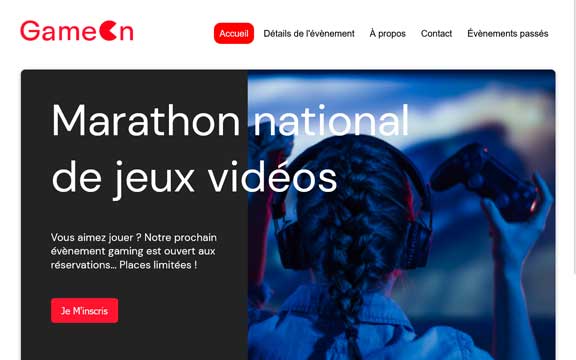 GameOn
Accueil
Détails de l'évènement
À propos
Contact
Évènements passés
Marathon national
de jeux vidéos
Vous aimez jouer ? Notre prochain
évènement gaming est ouvert aux
réservations... Places limitées !
Je M'inscris